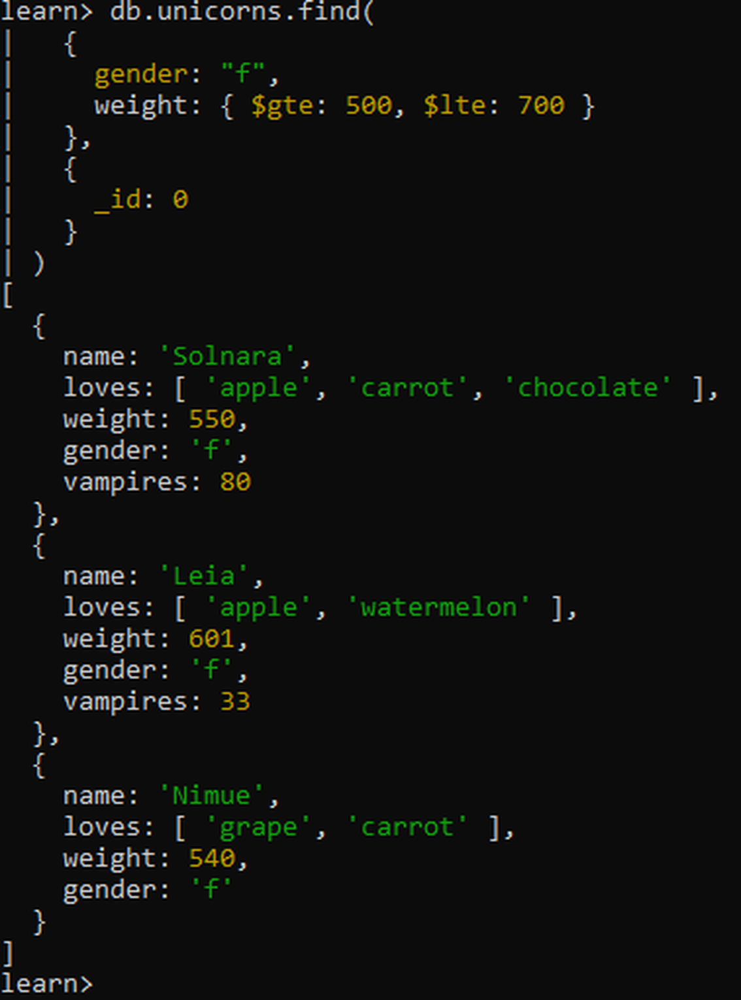 learn> db.unicorns.find(
|   {
|     gender: "f",
|     weight: { $gte: 500, $lte: 700 }
|   },
|   {
|     _id: 0
|   }
| )
[
  {
    name: 'Solnara',
    loves: [ 'apple', 'carrot', 'chocolate' ],
    weight: 550,
    gender: 'f',
    vampires: 80
  },
  {
    name: 'Leia',
    loves: [ 'apple', 'watermelon' ],
    weight: 601,
    gender: 'f',
    vampires: 33
  },
  {
    name: 'Nimue',
    loves: [ 'grape', 'carrot' ],
    weight: 540,
    gender: 'f'
  }
]
learn>